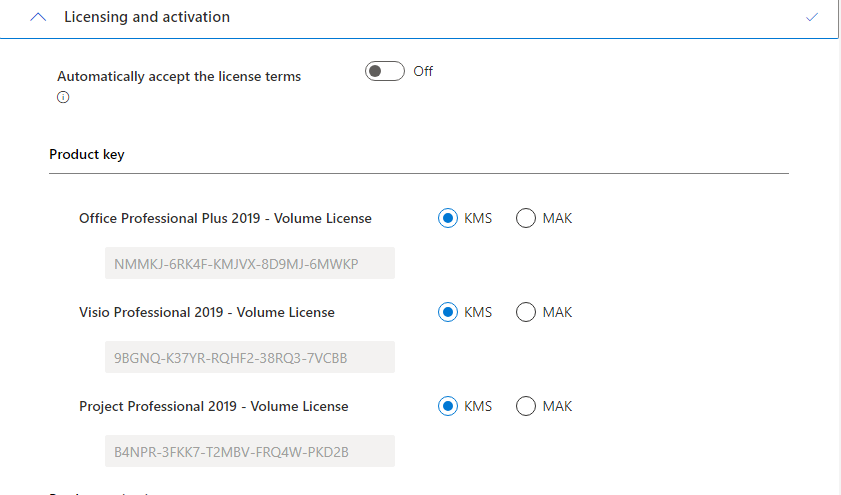 Licensing and activation
Automatically accept the license terms
Off
Product key
Office Professional Plus 2019 - Volume License
KMS
MAK
NMMKJ-6RK4F-KMJVX-8D9MJ-6MWKP
Visio Professional 2019 - Volume License
KMS
MAK
9BGNQ-K37YR-RQHF2-38RQ3-7VCBB
Project Professional 2019 - Volume License
KMS
MAK
B4NPR-3FKK7-T2MBV-FRQ4W-PKD2B